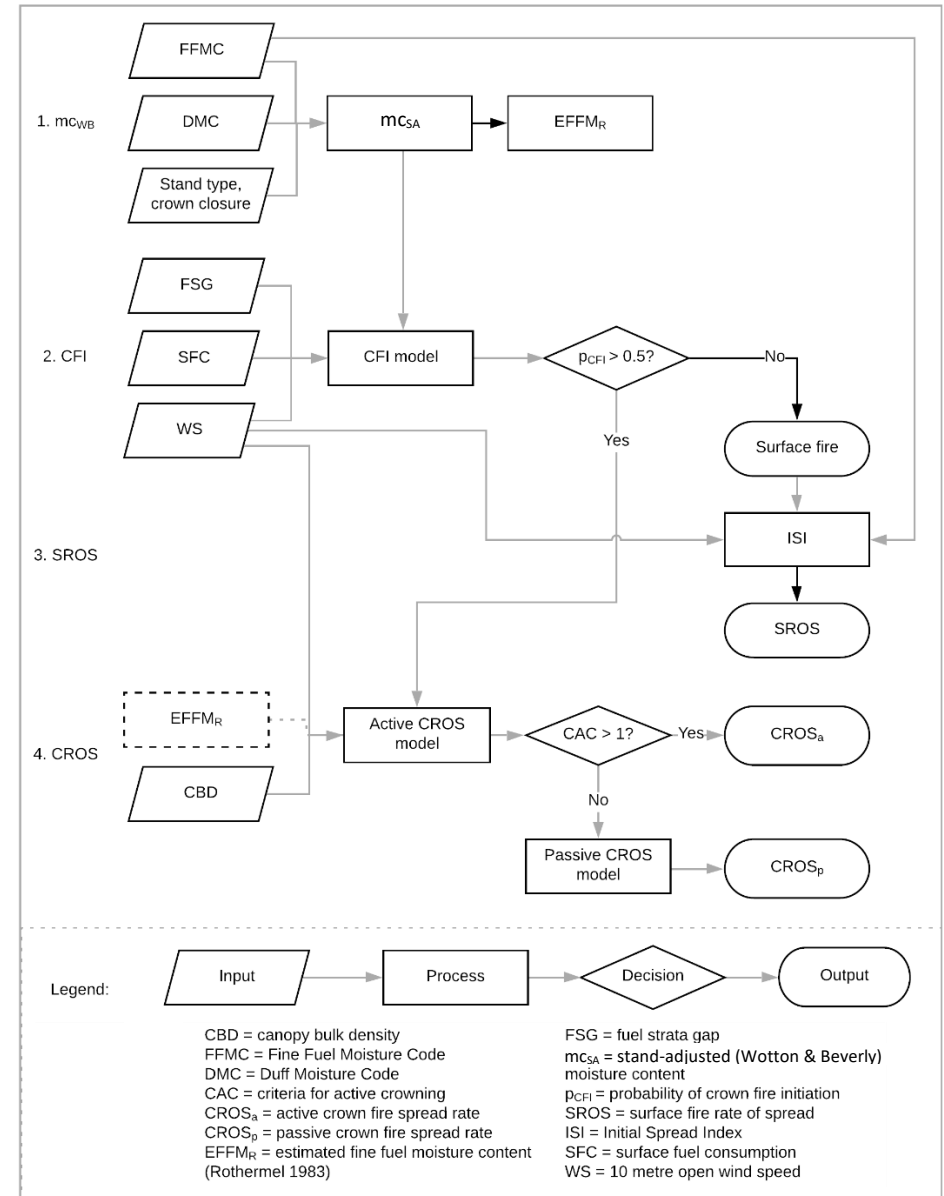 FFMC
1. mcWB
DMC
mcSA
EFFMR
Stand type,
crown closure
FSG
2. CFI
SFC
CFI model
pCFI > 0.5?
No
WS
Yes
Surface fire
ISI
3. SROS
SROS
EFFMR
Active CROS
model
CAC > 1?
Yes
CROSa
4. CROS
CBD
No
Passive CROS
model
CROSp
Legend:
Input
Process
Decision
Output
CBD = canopy bulk density
FFMC = Fine Fuel Moisture Code
DMC = Duff Moisture Code
CAC = criteria for active crowning
CROSa = active crown fire spread rate
CROSp = passive crown fire spread rate
EFFMR = estimated fine fuel moisture content
(Rothermel 1983)
FSG = fuel strata gap
mcSA = stand-adjusted (Wotton & Beverly)
moisture content
pCFI = probability of crown fire initiation
SROS = surface fire rate of spread
ISI = Initial Spread Index
SFC = surface fuel consumption
WS = 10 metre open wind speed